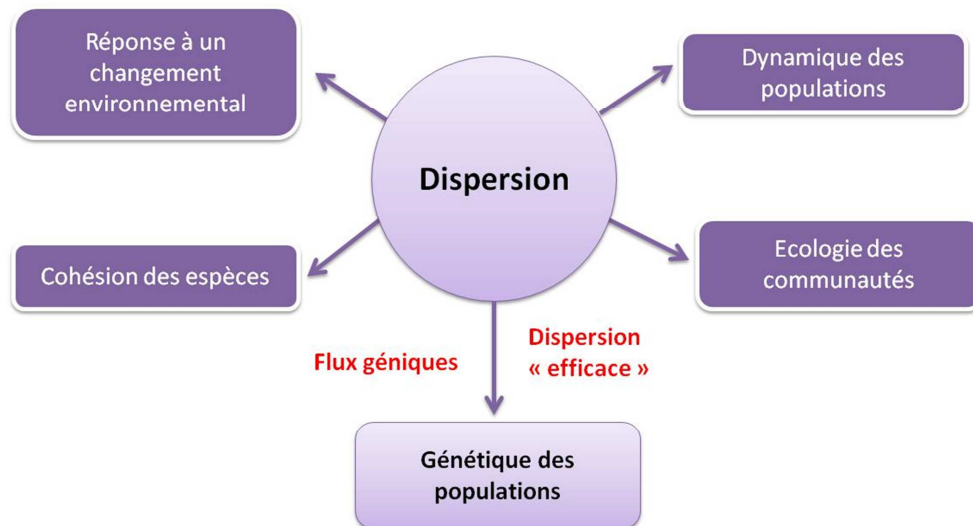 Réponse à un
changement
environnemental
Dynamique des
populations
Dispersion
Cohésion des espèces
Ecologie des
communautés
Flux géniques
Dispersion
« efficace »
Génétique des
populations